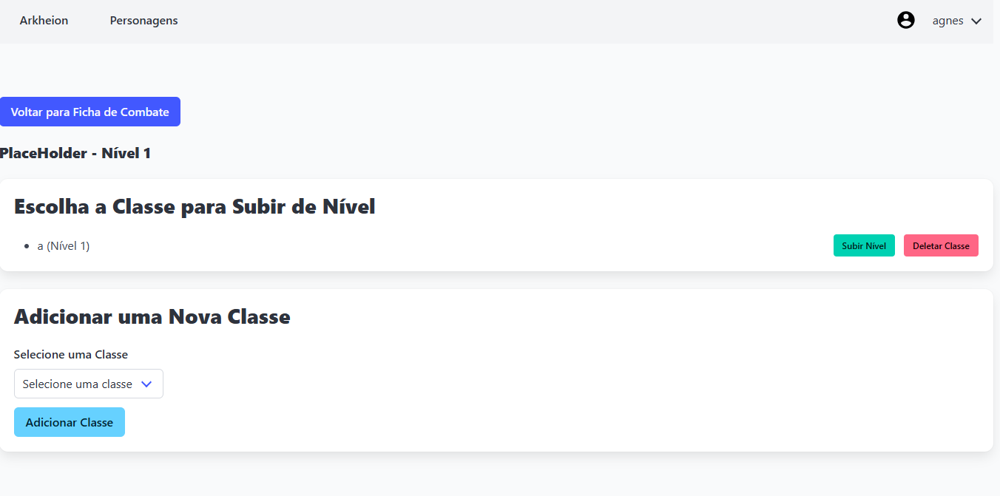 Arkheion Personagens agnes
Voltar para Ficha de Combate
PlaceHolder - Nível 1
Escolha a Classe para Subir de Nível
a (Nível 1) Subir Nível Deletar Classe
Adicionar uma Nova Classe
Selecione uma Classe
Selecione uma classe
Adicionar Classe